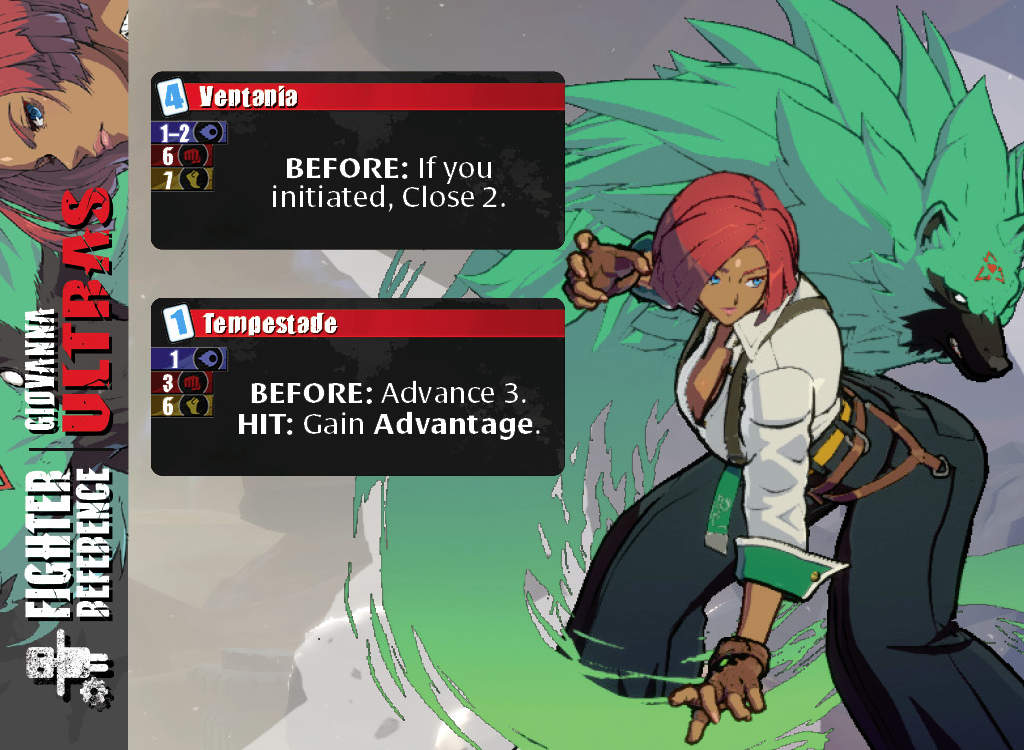 GIOVANNA
ULTRAS
FIGHTER
REFERENCE
4 Ventania
1-2
6
7
BEFORE: If you
initiated, Close 2.
1 Tempestade
1
3
6
BEFORE: Advance 3.
HIT: Gain Advantage.